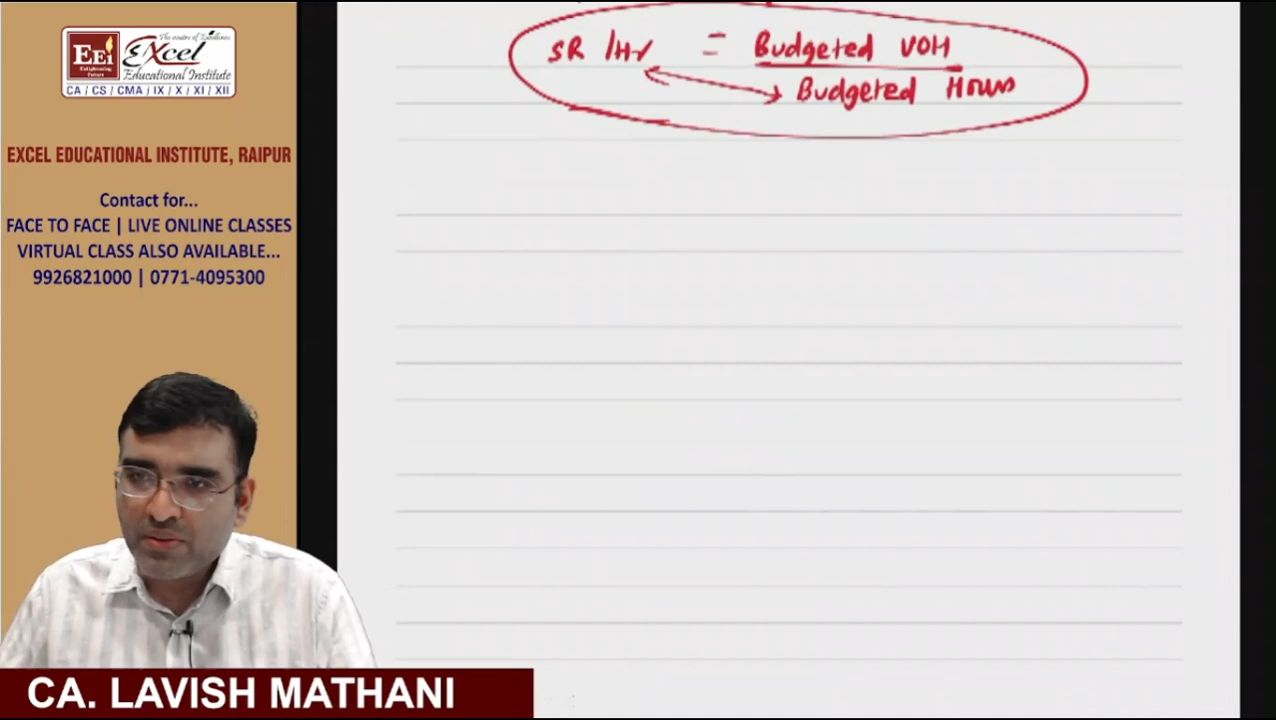 EEi
Enlightening Future
The centre of Excellence
Excel
Educational Institute
CA / CS / CMA / IX / X / XI / XII
EXCEL EDUCATIONAL INSTITUTE, RAIPUR
Contact for...
FACE TO FACE | LIVE ONLINE CLASSES
VIRTUAL CLASS ALSO AVAILABLE...
9926821000 | 0771-4095300
SR /Hr = Budgeted VOH
Budgeted Hours
CA. LAVISH MATHANI